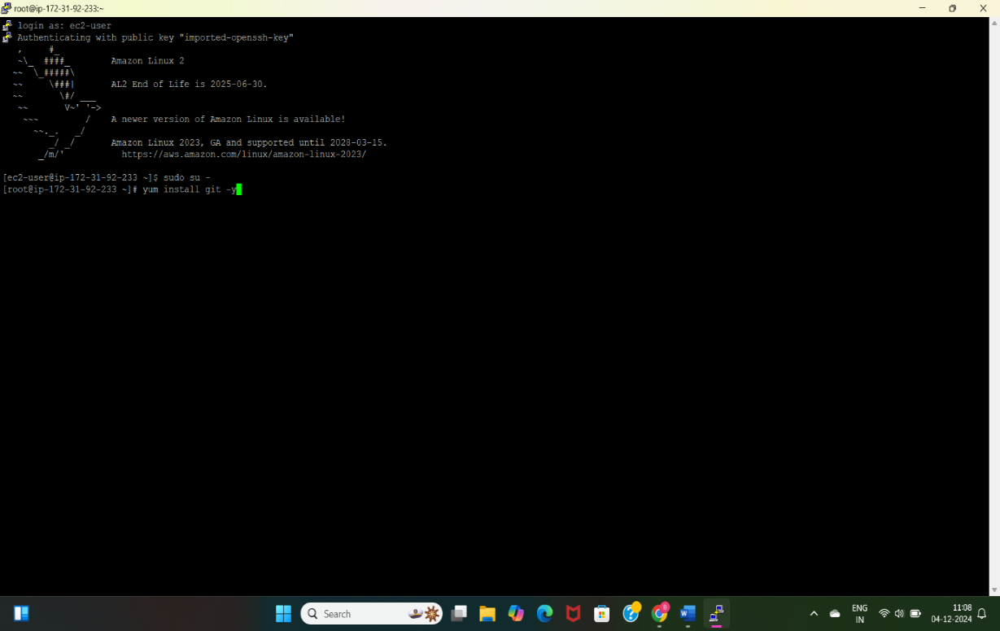 root@ip-172-31-92-233:~
login as: ec2-user
Authenticating with public key "imported-openssh-key"
   ,     #_
   ~\_  ####_        Amazon Linux 2
  ~~  \_#####\
  ~~     \###|       AL2 End of Life is 2025-06-30.
  ~~       \#/ ___
   ~~       V~' '->
    ~~~         /    A newer version of Amazon Linux is available!
      ~~._.   _/
         _/ _/       Amazon Linux 2023, GA and supported until 2028-03-15.
       _/m/'           https://aws.amazon.com/linux/amazon-linux-2023/
[ec2-user@ip-172-31-92-233 ~]$ sudo su -
[root@ip-172-31-92-233 ~]# yum install git -y
Search
8
W
ENG
IN
11:08
04-12-2024